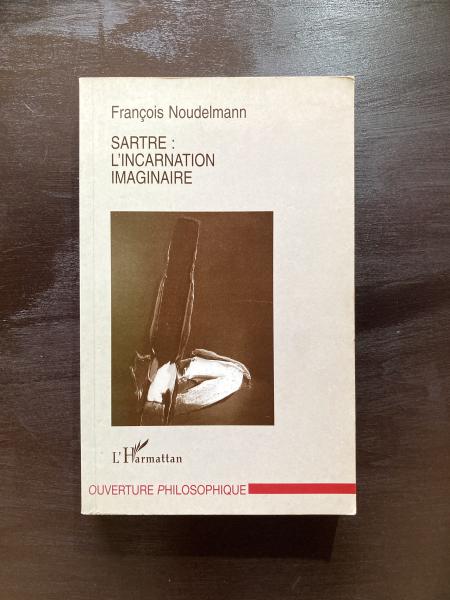 François Noudelmann
SARTRE :
L'INCARNATION
IMAGINAIRE
L'Harmattan
OUVERTURE PHILOSOPHIQUE